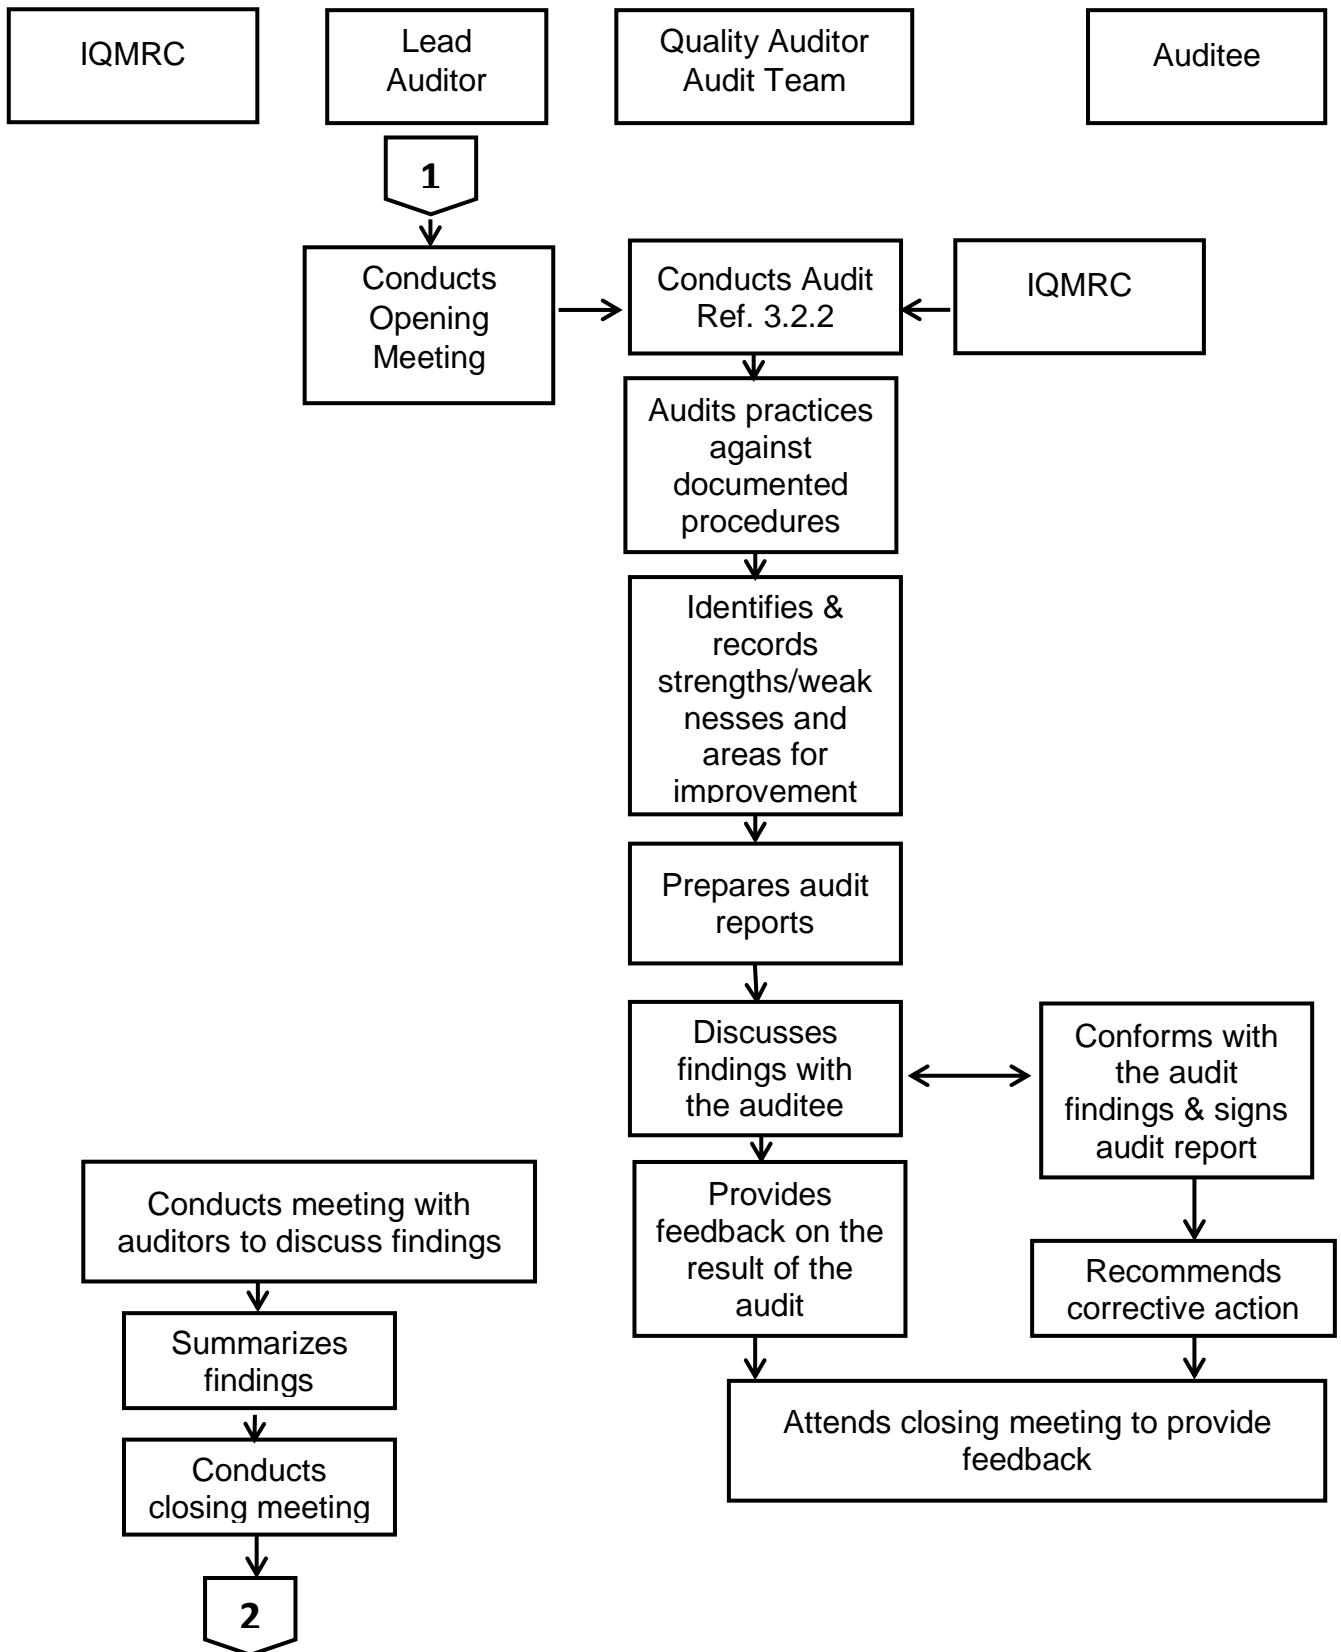 IQMRC
Lead
Auditor
Quality Auditor
Audit Team
Auditee
1
Conducts
Opening
Meeting
Conducts Audit
Ref. 3.2.2
IQMRC
Audits practices
against
documented
procedures
Identifies &
records
strengths/weak
nesses and
areas for
improvement
Prepares audit
reports
Discusses
findings with
the auditee
Conforms with
the audit
findings & signs
audit report
Conducts meeting with
auditors to discuss findings
Provides
feedback on the
result of the
audit
Recommends
corrective action
Summarizes
findings
Attends closing meeting to provide
feedback
Conducts
closing meeting
2